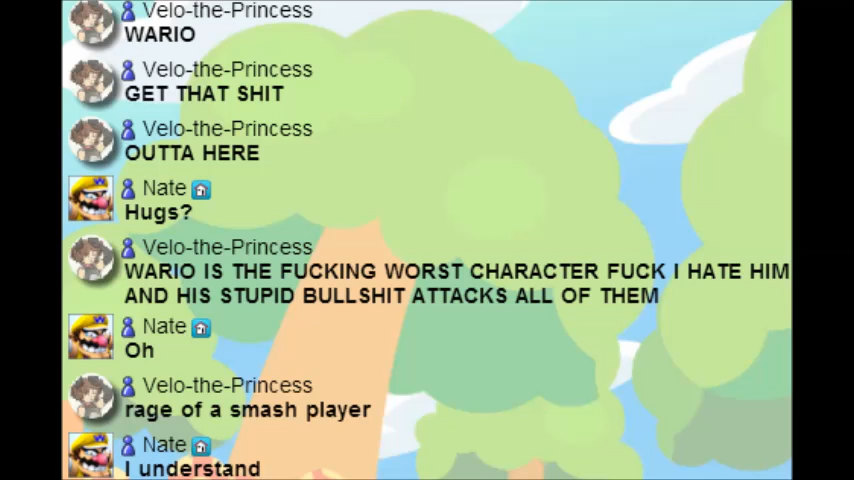 Velo-the-Princess
WARIO
Velo-the-Princess
GET THAT SHIT
Velo-the-Princess
OUTTA HERE
Nate
Hugs?
Velo-the-Princess
WARIO IS THE FUCKING WORST CHARACTER FUCK I HATE HIM
AND HIS STUPID BULLSHIT ATTACKS ALL OF THEM
Nate
Oh
Velo-the-Princess
rage of a smash player
Nate
I understand